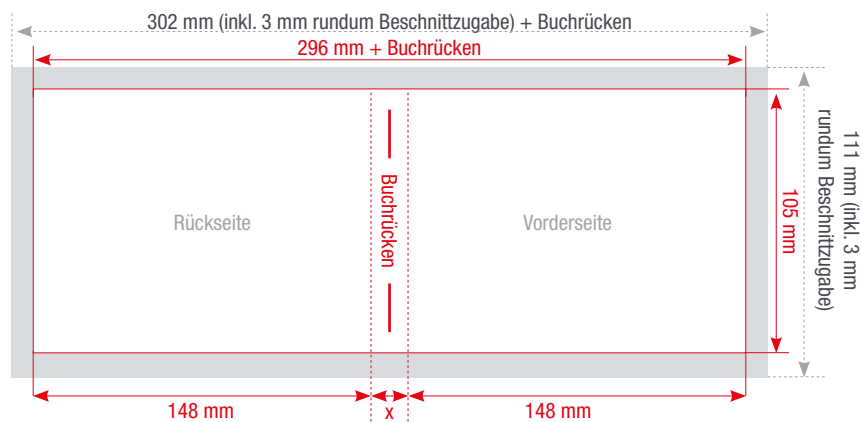 302 mm (inkl. 3 mm rundum Beschnittzugabe) + Buchrücken
296 mm + Buchrücken
Rückseite
Buchrücken
Vorderseite
105 mm
111 mm (inkl. 3 mm
rundum Beschnittzugabe)
148 mm
x
148 mm